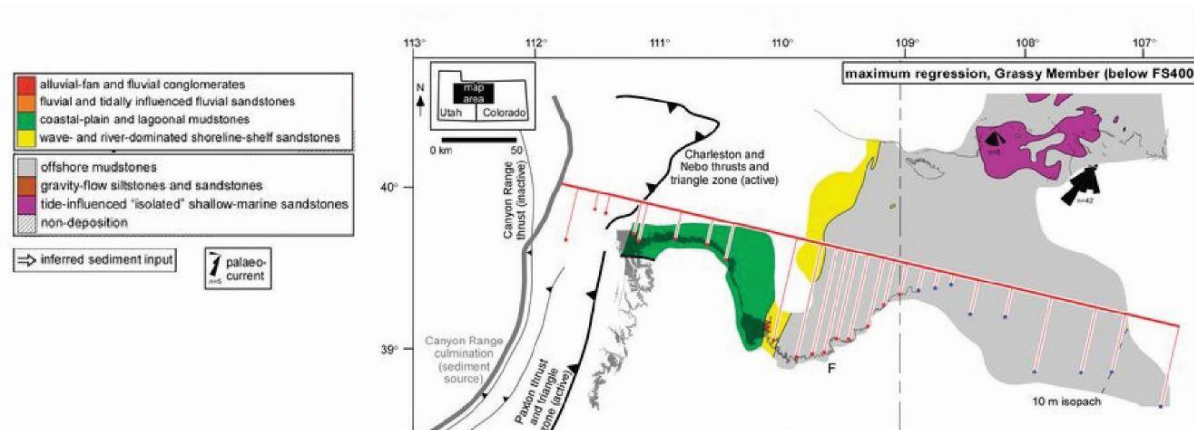 113°
112°
111°
110°
109°
108°
107°
maximum regression, Grassy Member (below FS400
alluvial-fan and fluvial conglomerates
fluvial and tidally influenced fluvial sandstones
coastal-plain and lagoonal mudstones
wave- and river-dominated shoreline-shelf sandstones
offshore mudstones
gravity-flow siltstones and sandstones
tide-influenced "isolated" shallow-marine sandstones
non-deposition
inferred sediment input
palaeo-
current
n=5
N
map
area
Utah
Colorado
0 km
50
Canyon Range
thrust (inactive)
Charleston and
Nebo thrusts and
triangle zone (active)
40°
39°
Canyon Range
culmination
(sediment
source)
Paxton thrust
and triangle
zone (active)
n=42
F
10 m isopach